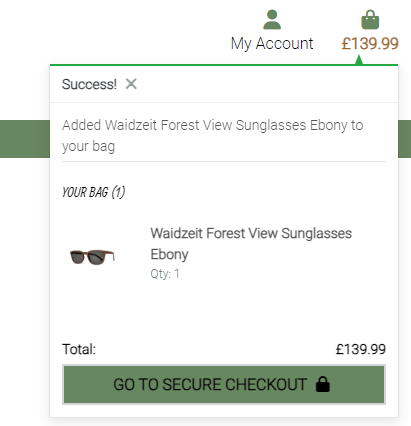 My Account
£139.99
Success! ✕
Added Waidzeit Forest View Sunglasses Ebony to
your bag
YOUR BAG (1)
Waidzeit Forest View Sunglasses
Ebony
Qty: 1
Total: £139.99
GO TO SECURE CHECKOUT